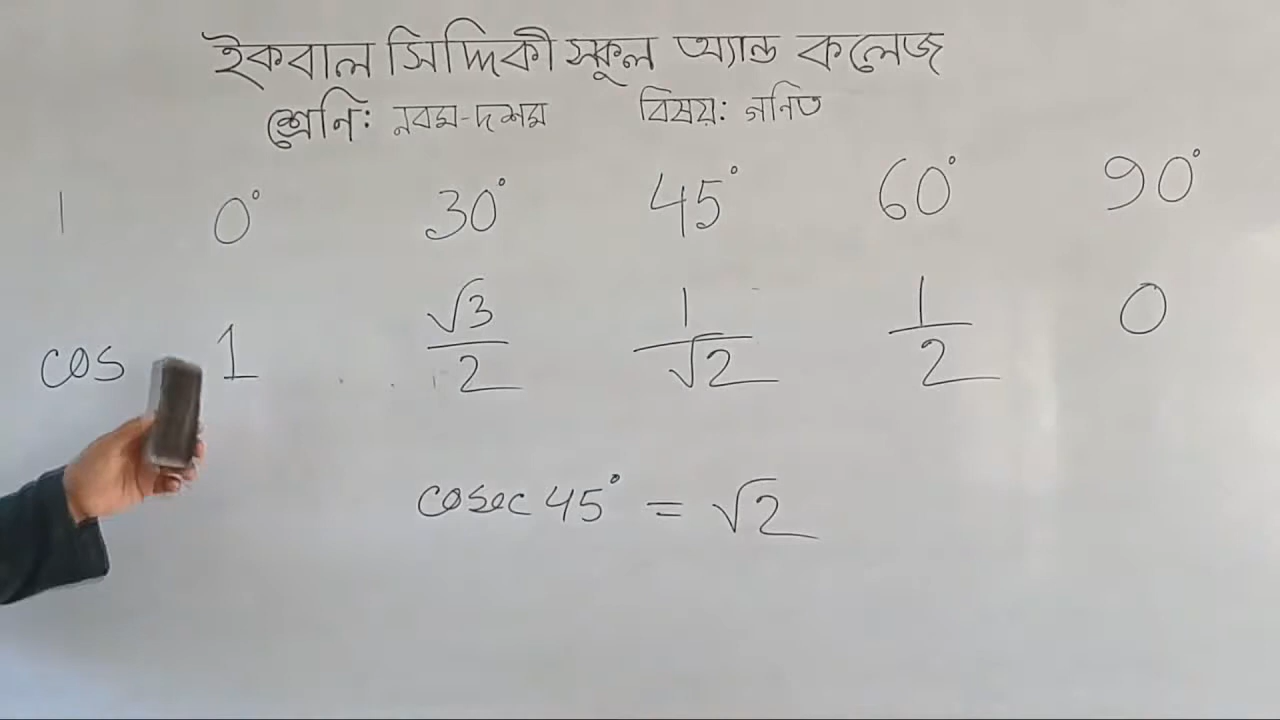 ইকবাল সিদ্দিকী স্কুল অ্যান্ড কলেজ
শ্রেনি: নবম-দশম বিষয়: গনিত
| 0° 30° 45° 60° 90°
cos 1 √3/2 1/√2 1/2 0
cosec 45° = √2